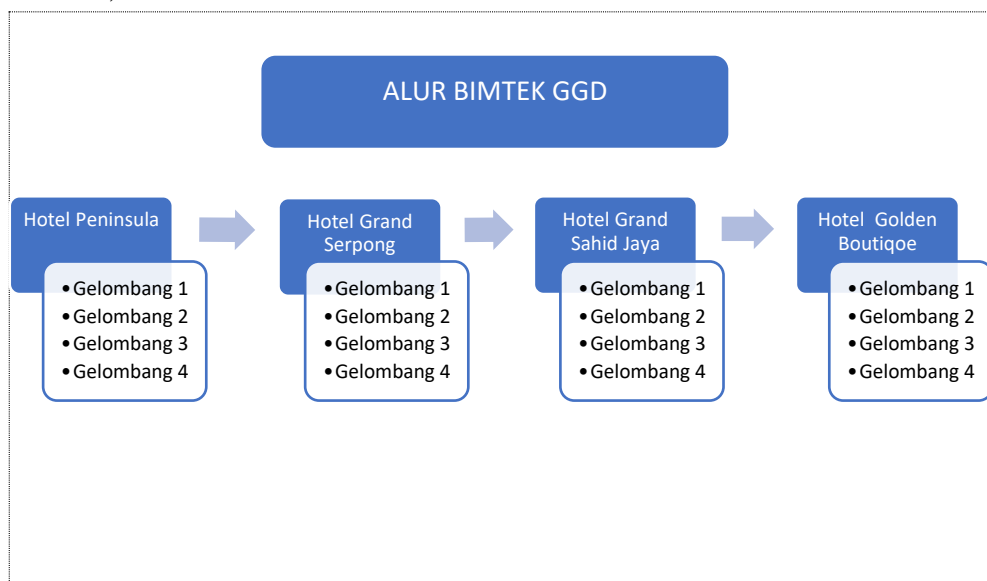 ALUR BIMTEK GGD
Hotel Peninsula
• Gelombang 1
• Gelombang 2
• Gelombang 3
• Gelombang 4
Hotel Grand
Serpong
• Gelombang 1
• Gelombang 2
• Gelombang 3
• Gelombang 4
Hotel Grand
Sahid Jaya
• Gelombang 1
• Gelombang 2
• Gelombang 3
• Gelombang 4
Hotel Golden
Boutiqoe
• Gelombang 1
• Gelombang 2
• Gelombang 3
• Gelombang 4